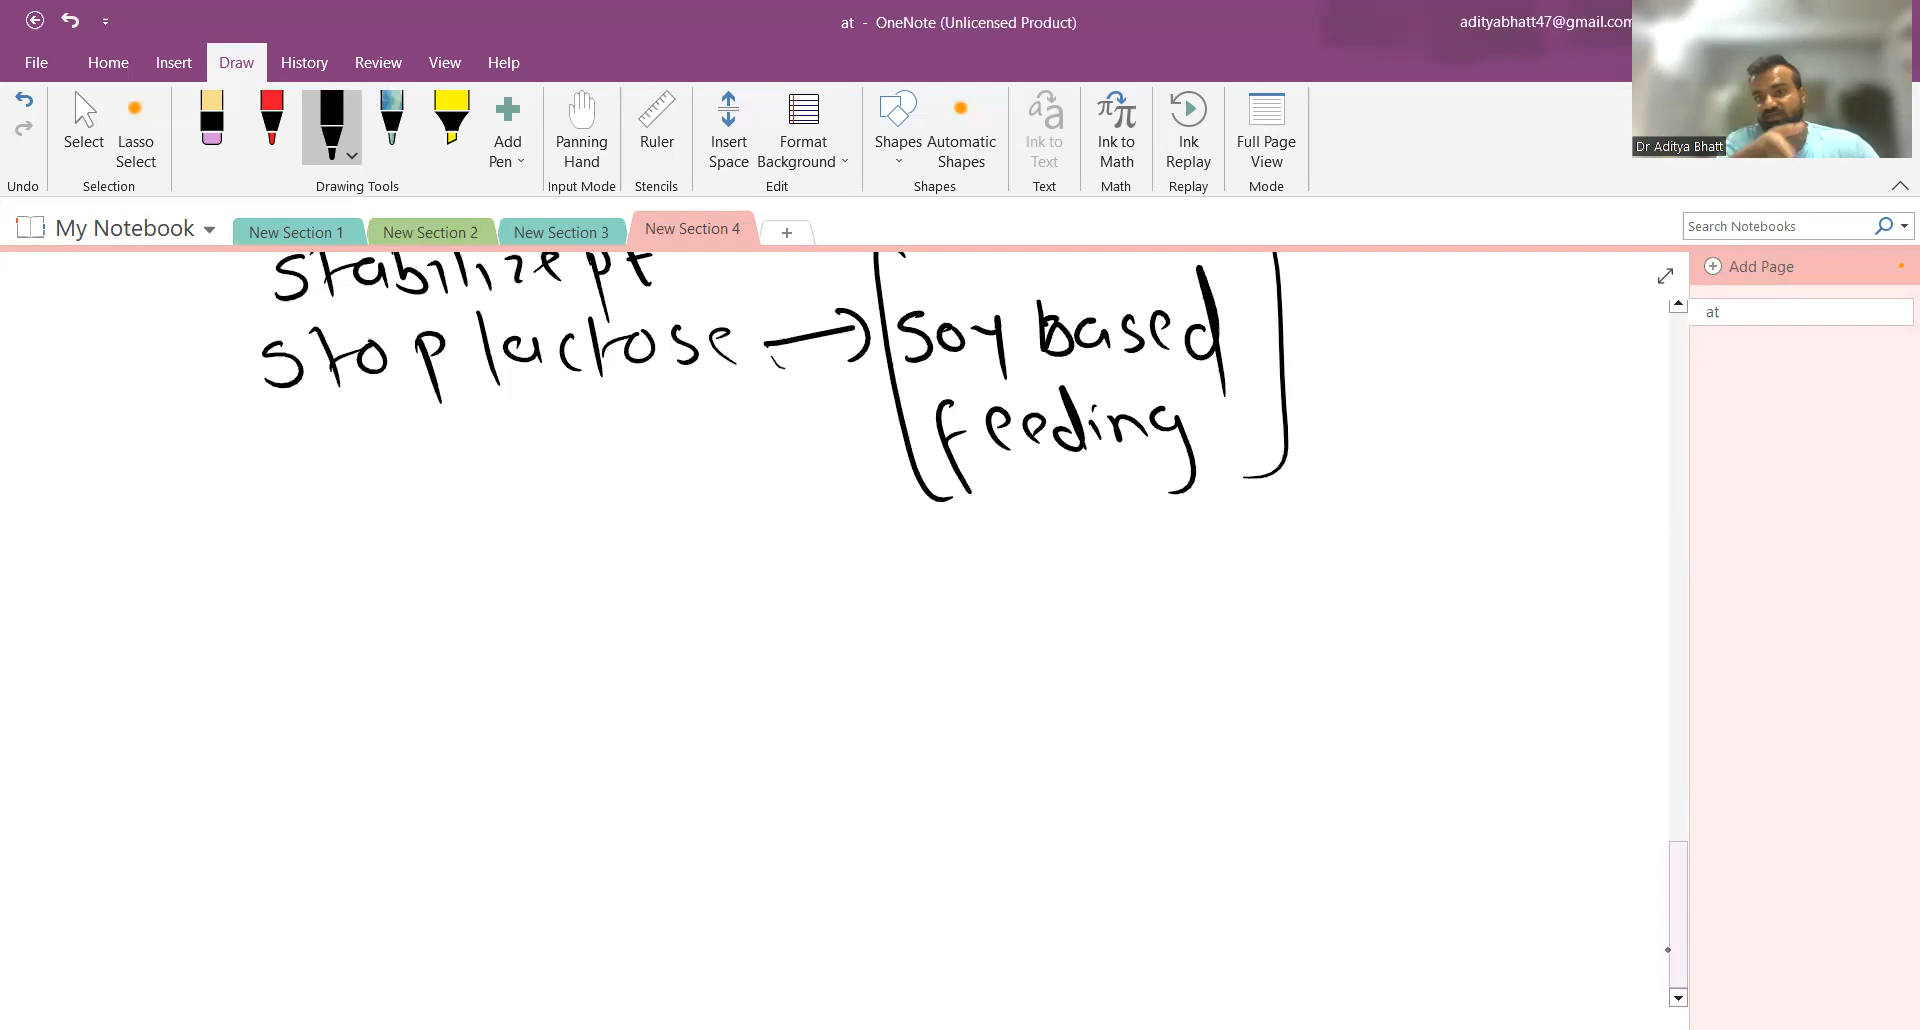 at - OneNote (Unlicensed Product)
adityabhatt47@gmail.com
File Home Insert Draw History Review View Help
Select
Lasso Select
Add Pen
Panning Hand
Ruler
Insert Space
Format Background
Shapes
Automatic Shapes
Ink to Text
Ink to Math
Ink Replay
Full Page View
Undo Selection Drawing Tools Input Mode Stencils Edit Shapes Text Math Replay Mode
Dr Aditya Bhatt
My Notebook New Section 1 New Section 2 New Section 3 New Section 4
Search Notebooks
Add Page
at
stabilize pt
stop lactose → soy based
feeding